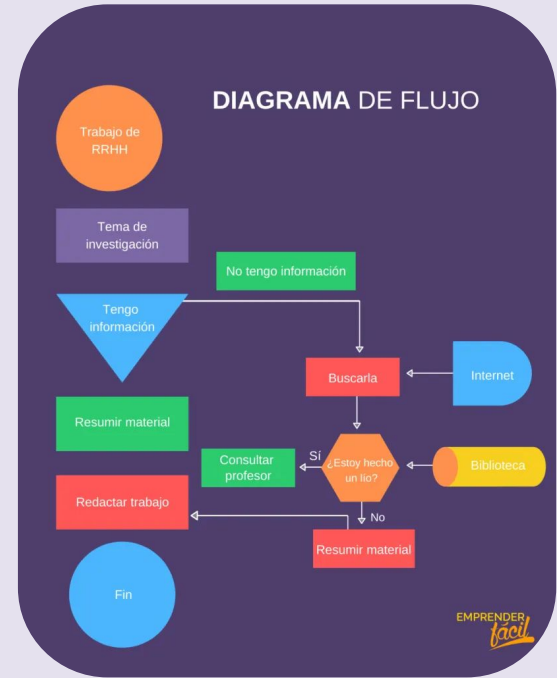 DIAGRAMA DE FLUJO
Trabajo de
RRHH
Tema de
investigación
No tengo información
Tengo
información
Buscarla
Internet
Resumir material
Consultar
profesor
Sí
¿Estoy hecho
un lío?
Biblioteca
Redactar trabajo
No
Resumir material
Fin
EMPRENDER
fácil